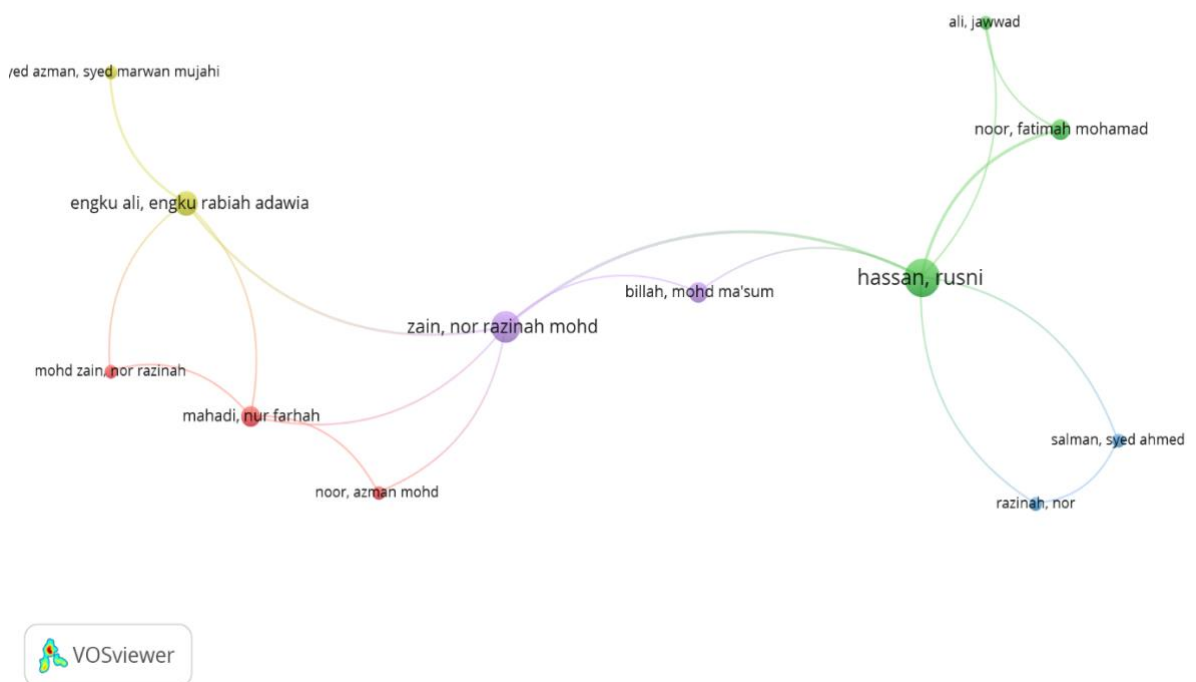 ali, jawwad
yed azman, syed marwan mujahi
noor, fatimah mohamad
engku ali, engku rabiah adawia
hassan, rusni
billah, mohd ma'sum
zain, nor razinah mohd
mohd zain, nor razinah
mahadi, nur farhah
salman, syed ahmed
noor, azman mohd
razinah, nor
VOSviewer